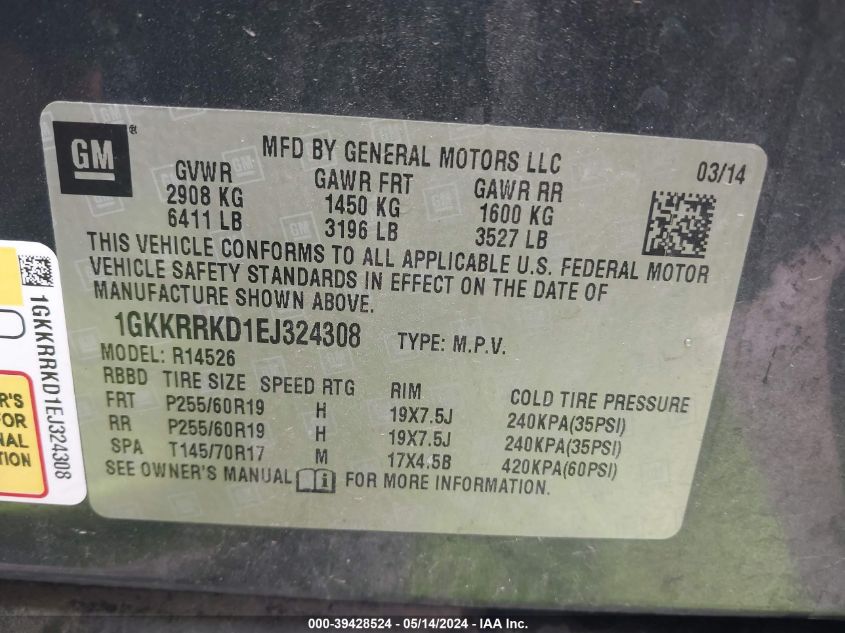 GM ®
MFD BY GENERAL MOTORS LLC
03/14
GVWR GAWR FRT GAWR RR
2908 KG 1450 KG 1600 KG
6411 LB 3196 LB 3527 LB
THIS VEHICLE CONFORMS TO ALL APPLICABLE U.S. FEDERAL MOTOR
VEHICLE SAFETY STANDARDS IN EFFECT ON THE DATE OF
MANUFACTURE SHOWN ABOVE.
1GKKRRKD1EJ324308 TYPE: M.P.V.
MODEL: R14526
RBBD TIRE SIZE SPEED RTG RIM COLD TIRE PRESSURE
FRT P255/60R19 H 19X7.5J 240KPA(35PSI)
RR P255/60R19 H 19X7.5J 240KPA(35PSI)
SPA T145/70R17 M 17X4.5B 420KPA(60PSI)
SEE OWNER'S MANUAL FOR MORE INFORMATION.
1GKKRRKD1EJ324308
R'S
FOR
NAL
TION
000-39428524 - 05/14/2024 - IAA Inc.